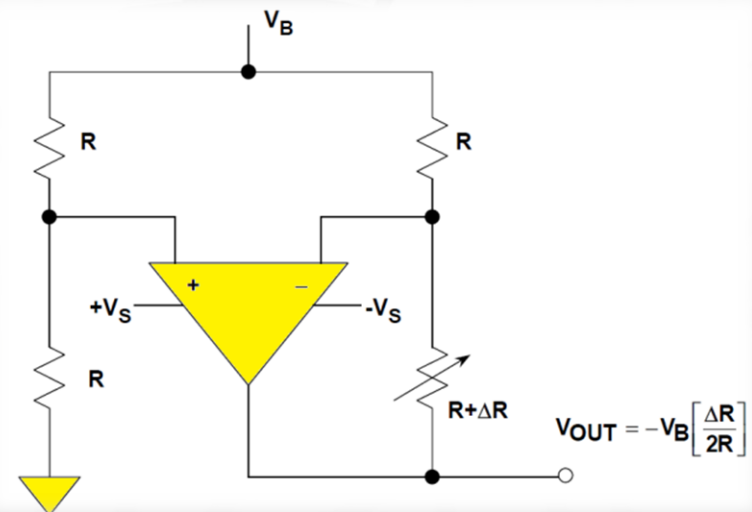 VB
R
R
+
−
+VS
-VS
R
R+ΔR
VOUT = −VB[ΔR/2R]